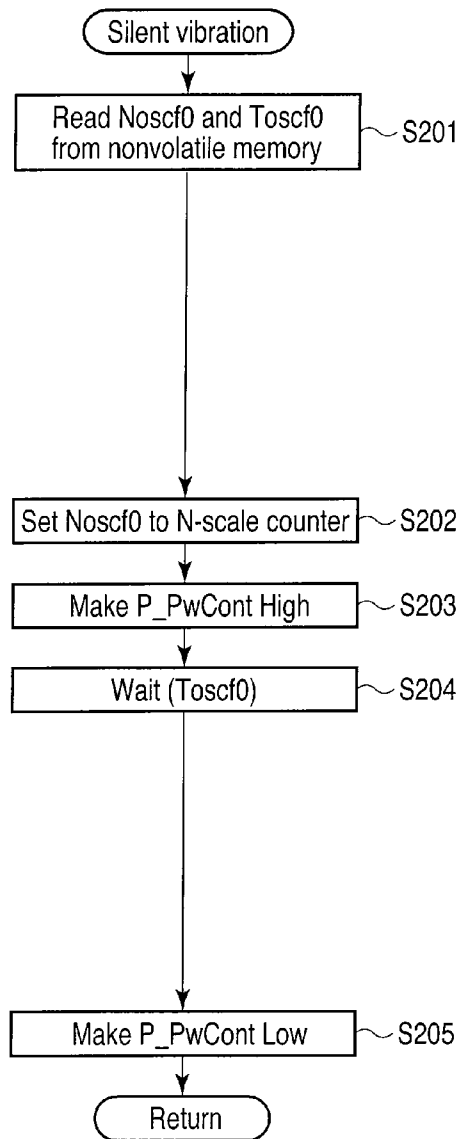 Silent vibration
Read Noscf0 and Toscf0
from nonvolatile memory
S201
Set Noscf0 to N-scale counter
S202
Make P_PwCont High
S203
Wait (Toscf0)
S204
Make P_PwCont Low
S205
Return